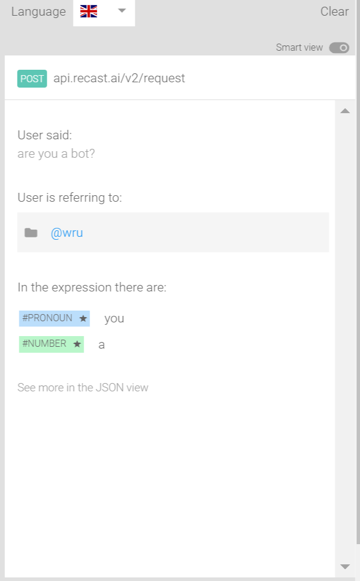 Language Clear
Smart view
POST api.recast.ai/v2/request
User said:
are you a bot?
User is referring to:
@wru
In the expression there are:
#PRONOUN ★ you
#NUMBER ★ a
See more in the JSON view